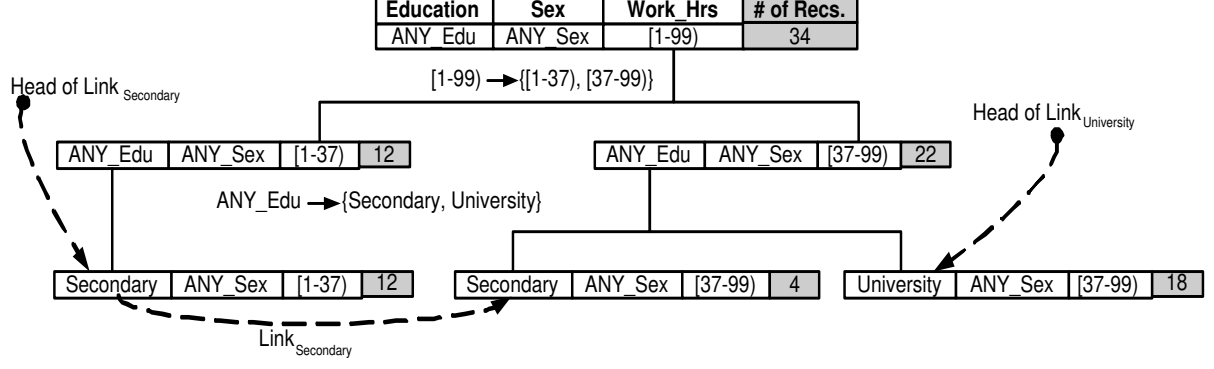 Education Sex Work_Hrs # of Recs.
ANY_Edu ANY_Sex [1-99) 34
[1-99) → {[1-37), [37-99)}
Head of Link Secondary
Head of Link University
ANY_Edu ANY_Sex [1-37) 12
ANY_Edu ANY_Sex [37-99) 22
ANY_Edu → {Secondary, University}
Secondary ANY_Sex [1-37) 12
Secondary ANY_Sex [37-99) 4
University ANY_Sex [37-99) 18
Link Secondary